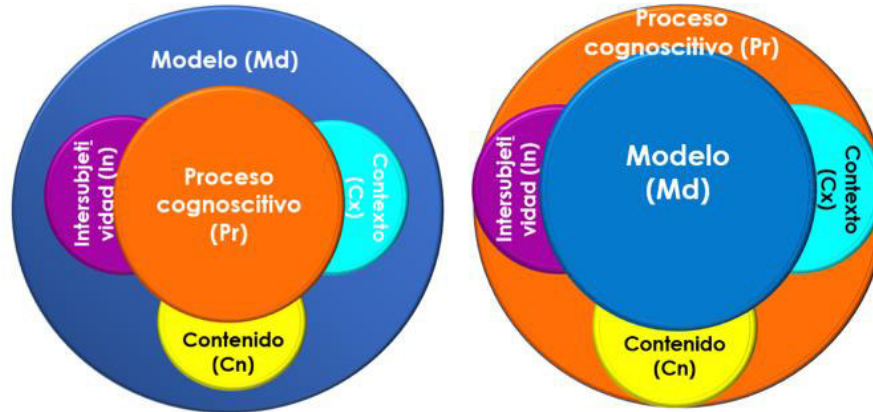 Modelo (Md)
Intersubjeti
vidad (In)
Proceso
cognoscitivo
(Pr)
Contexto
(Cx)
Contenido
(Cn)
Proceso
cognoscitivo (Pr)
Intersubjeti
vidad (In)
Modelo
(Md)
Contexto
(Cx)
Contenido
(Cn)